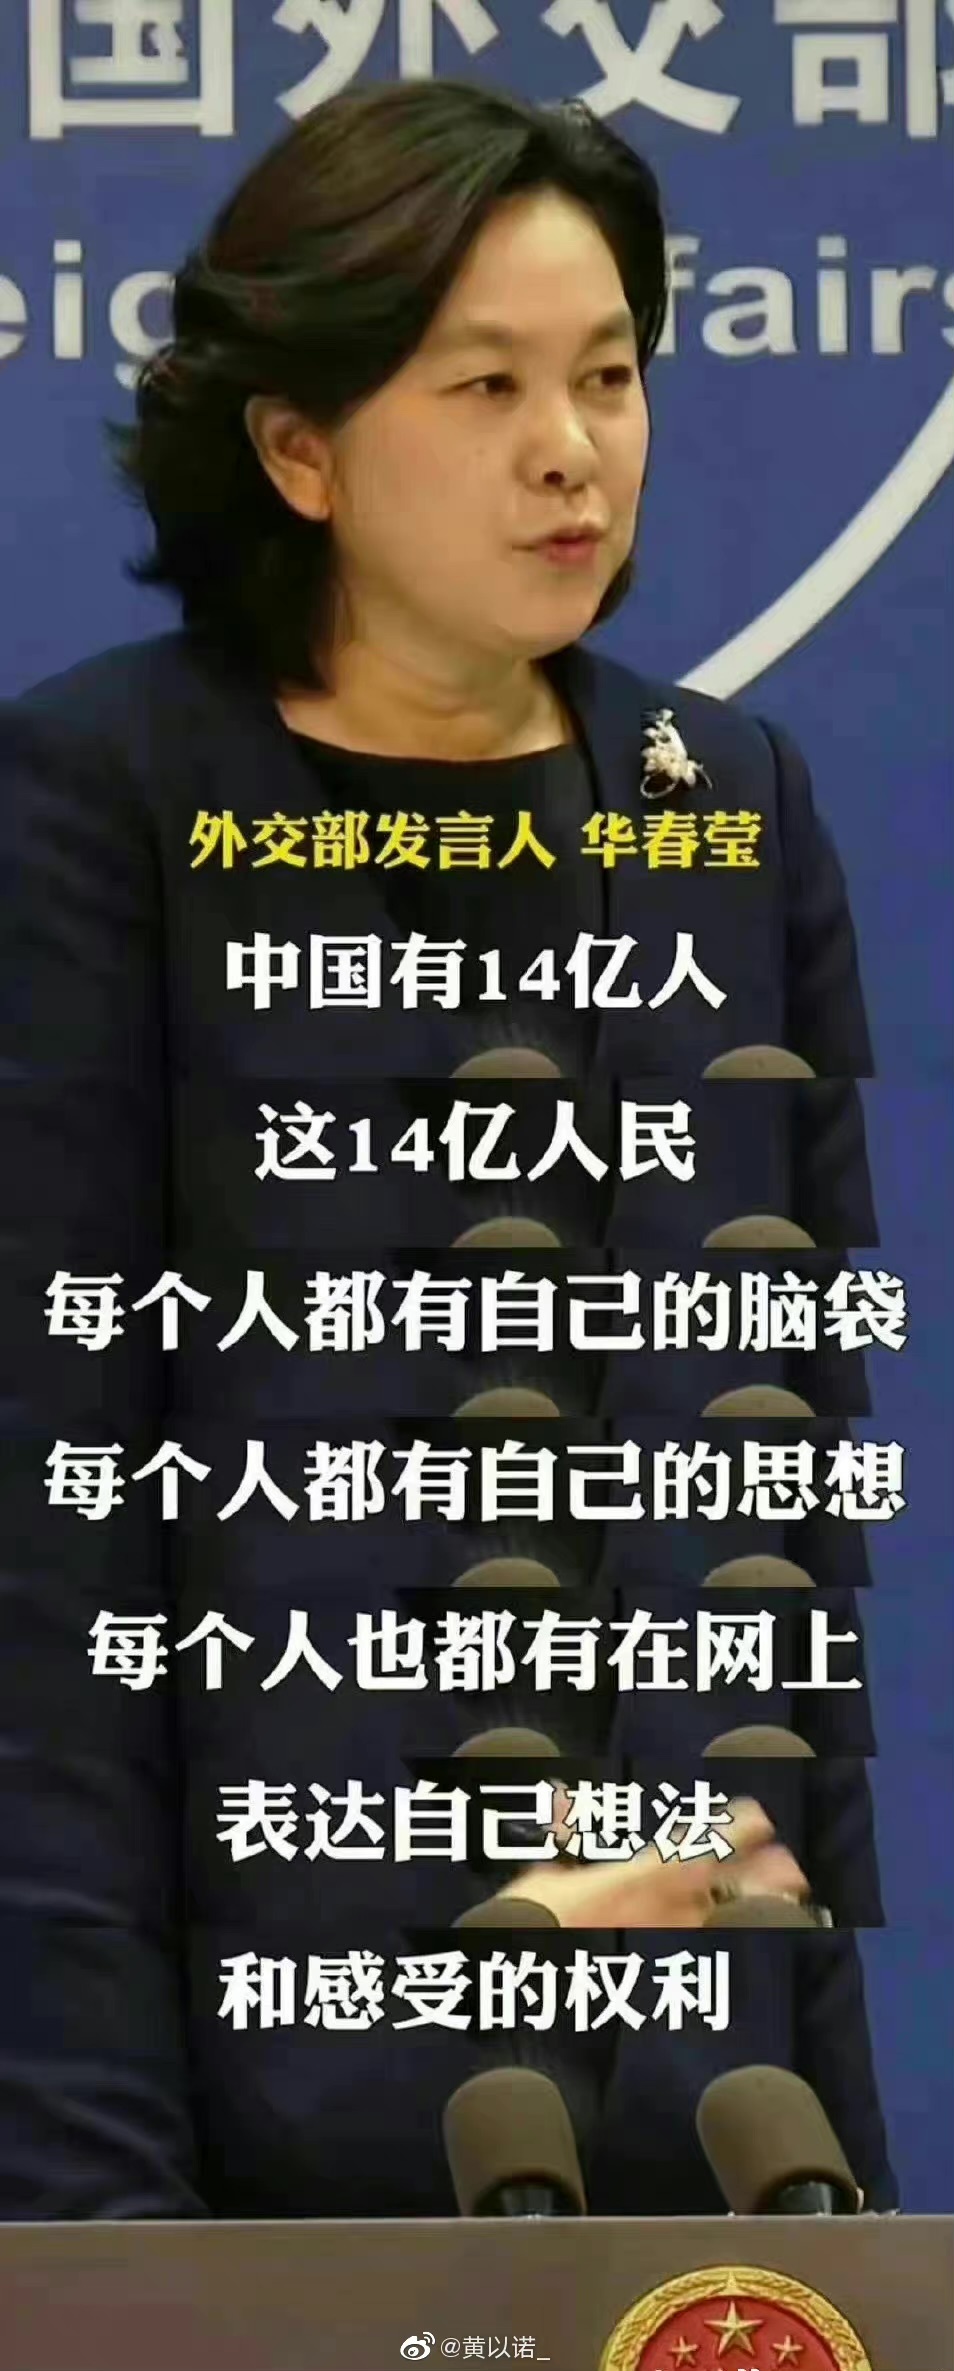 国外交部
eig ffairs
外交部发言人 华春莹
中国有14亿人
这14亿人民
每个人都有自己的脑袋
每个人都有自己的思想
每个人也都有在网上
表达自己想法
和感受的权利
@黄以诺_